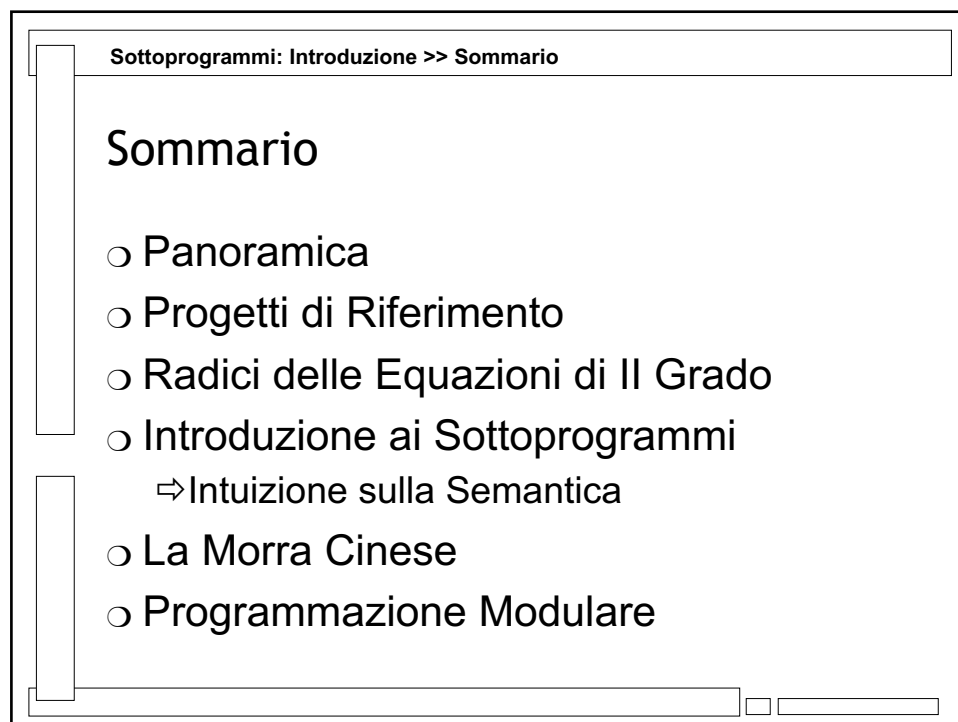 Sottoprogrammi: Introduzione >> Sommario
Sommario
❍ Panoramica
❍ Progetti di Riferimento
❍ Radici delle Equazioni di II Grado
❍ Introduzione ai Sottoprogrammi
⇨Intuizione sulla Semantica
❍ La Morra Cinese
❍ Programmazione Modulare